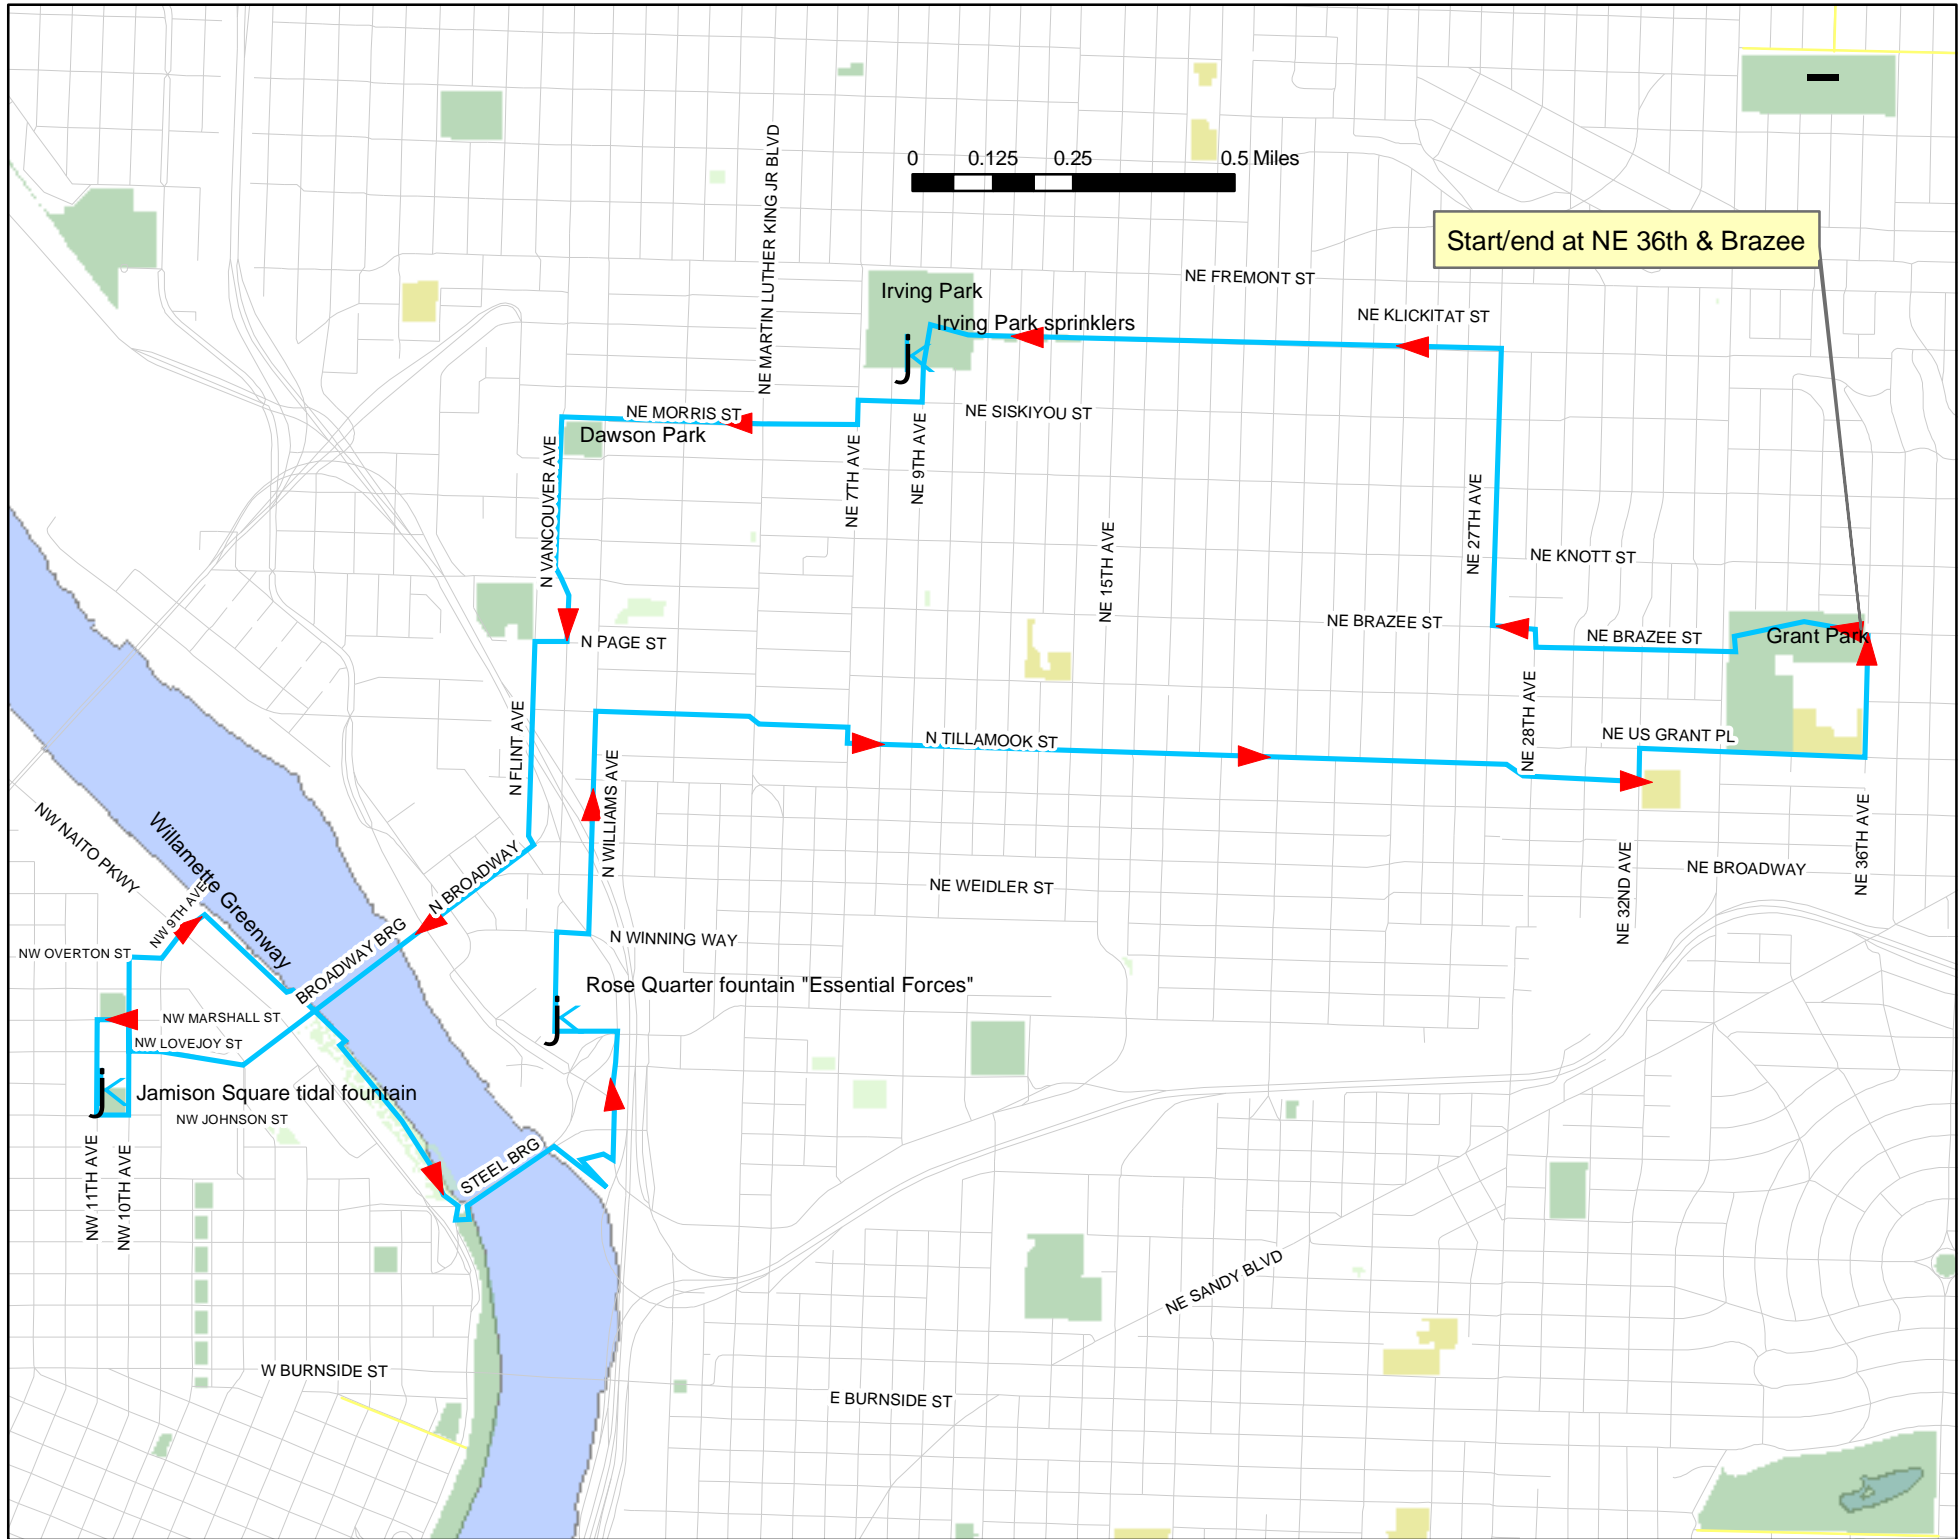 0 0.125 0.25 0.5 Miles
NE MARTIN LUTHER KING JR BLVD
Start/end at NE 36th & Brazee
NE FREMONT ST
Irving Park
Irving Park sprinklers
NE KLICKITAT ST
j
NE MORRIS ST
NE SISKIYOU ST
Dawson Park
N VANCOUVER AVE
NE 7TH AVE
NE 9TH AVE
NE 15TH AVE
NE 27TH AVE
NE KNOTT ST
NE BRAZEE ST
NE BRAZEE ST
Grant Park
N PAGE ST
N FLINT AVE
N TILLAMOOK ST
NE 28TH AVE
NE US GRANT PL
N WILLIAMS AVE
NW NAITO PKWY
Willamette Greenway
N BROADWAY
NE WEIDLER ST
NE 32ND AVE
NE BROADWAY
NE 36TH AVE
NW 9TH AVE
NW OVERTON ST
BROADWAY BRG
N WINNING WAY
Rose Quarter fountain "Essential Forces"
j
NW MARSHALL ST
NW LOVEJOY ST
j
Jamison Square tidal fountain
NW JOHNSON ST
NW 11TH AVE
NW 10TH AVE
STEEL BRG
NE SANDY BLVD
W BURNSIDE ST
E BURNSIDE ST